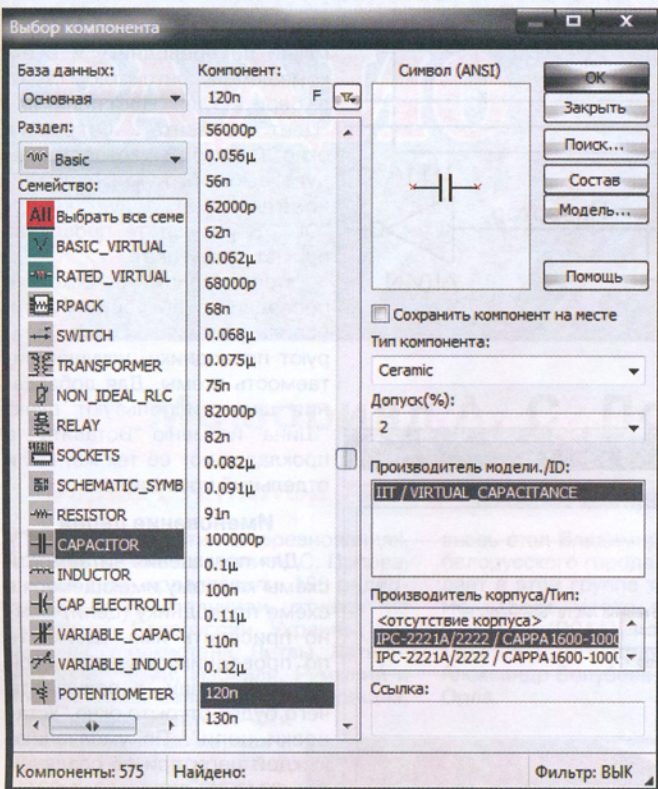 Выбор компонента
База данных:
Основная
Раздел:
Basic
Семейство:
All Выбрать все семе
BASIC_VIRTUAL
RATED_VIRTUAL
RPACK
SWITCH
TRANSFORMER
NON_IDEAL_RLC
RELAY
SOCKETS
SCHEMATIC_SYMB
RESISTOR
CAPACITOR
INDUCTOR
CAP_ELECTROLIT
VARIABLE_CAPACI
VARIABLE_INDUCT
POTENTIOMETER
Компонент:
120n F
56000p
0.056µ
56n
62000p
62n
0.062µ
68000p
68n
0.068µ
0.075µ
75n
82000p
82n
0.082µ
0.091µ
91n
100000p
0.1µ
100n
0.11µ
110n
0.12µ
120n
130n
Символ (ANSI)
OK
Закрыть
Поиск...
Состав
Модель...
Помощь
Сохранить компонент на месте
Тип компонента:
Ceramic
Допуск(%):
2
Производитель модели./ID:
IIT / VIRTUAL_CAPACITANCE
Производитель корпуса/Тип:
<отсутствие корпуса>
IPC-2221A/2222 / CAPPA1600-1000
IPC-2221A/2222 / CAPPA1600-1000
Ссылка:
Компоненты: 575
Найдено:
Фильтр: ВЫК